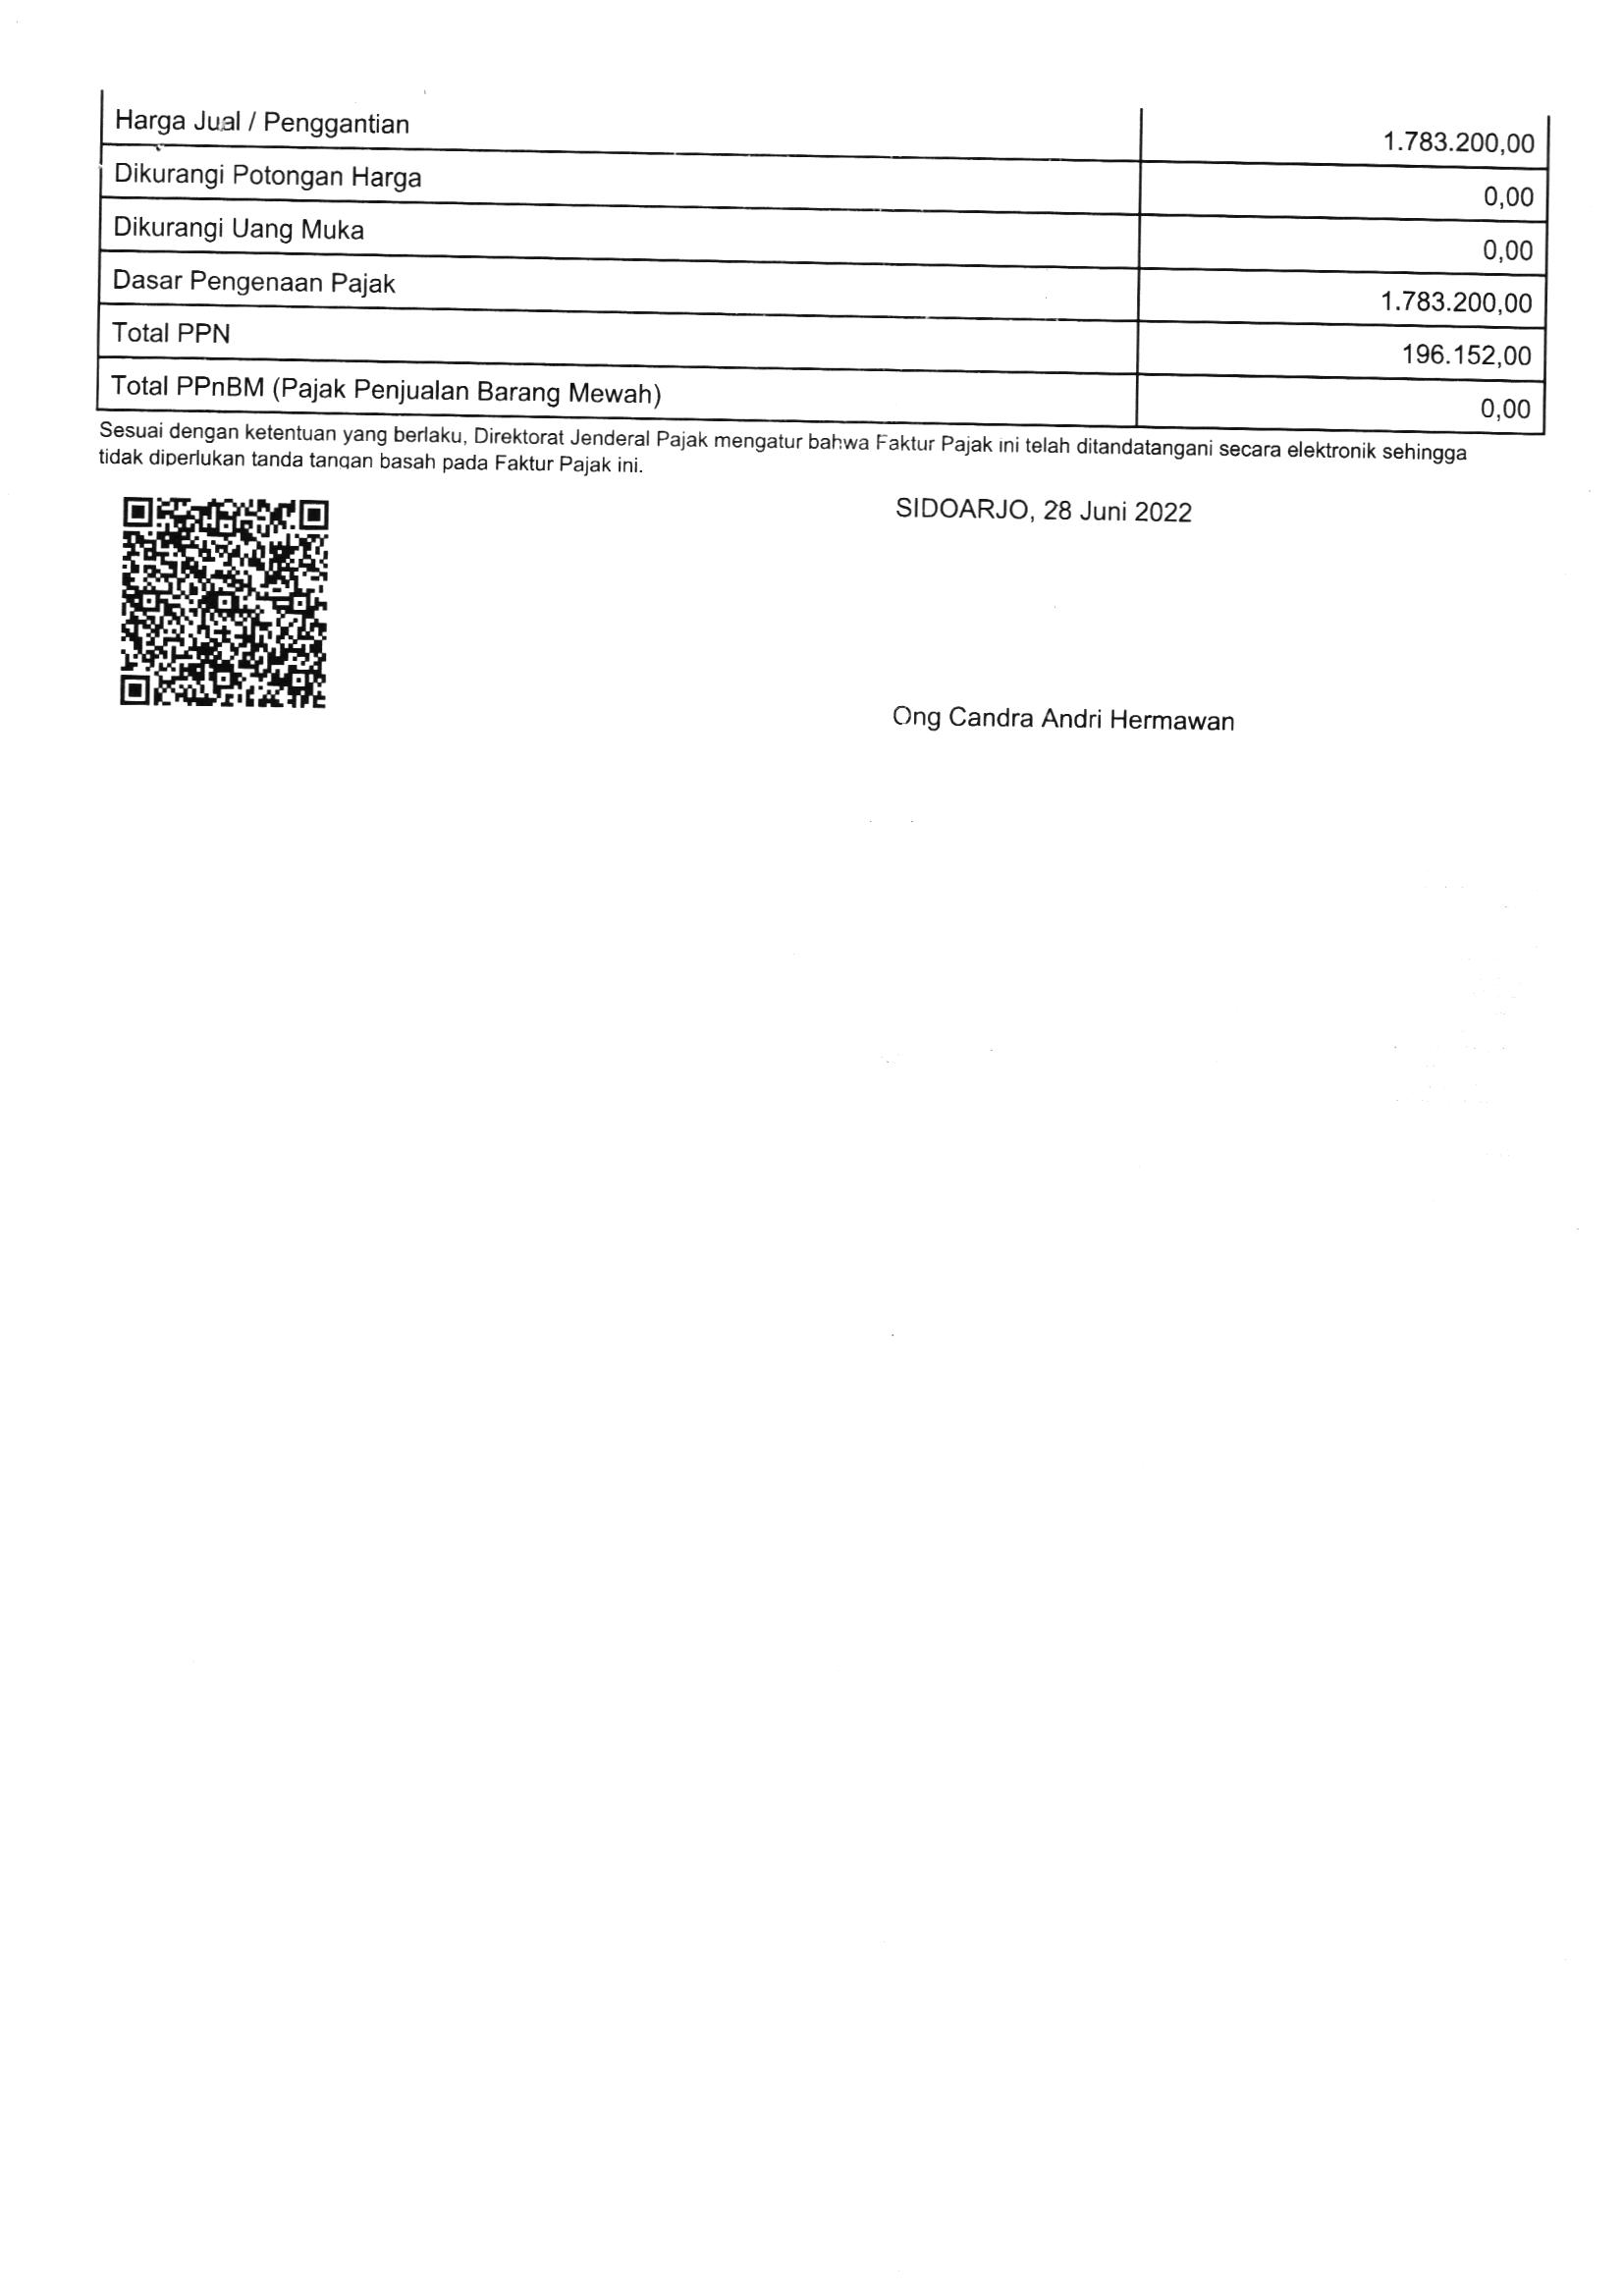 Harga Jual / Penggantian 1.783.200,00
Dikurangi Potongan Harga 0,00
Dikurangi Uang Muka 0,00
Dasar Pengenaan Pajak 1.783.200,00
Total PPN 196.152,00
Total PPnBM (Pajak Penjualan Barang Mewah) 0,00
Sesuai dengan ketentuan yang berlaku, Direktorat Jenderal Pajak mengatur bahwa Faktur Pajak ini telah ditandatangani secara elektronik sehingga
tidak diperlukan tanda tangan basah pada Faktur Pajak ini.
SIDOARJO, 28 Juni 2022
Ong Candra Andri Hermawan